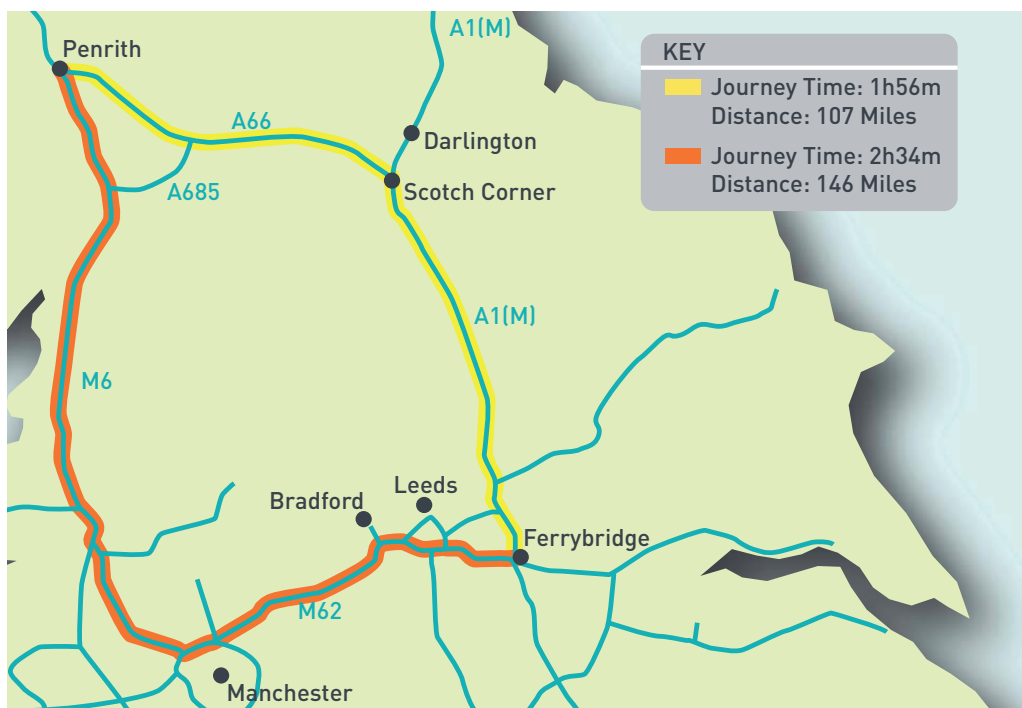 A1(M)
Penrith
KEY
Journey Time: 1h56m
Distance: 107 Miles
Journey Time: 2h34m
Distance: 146 Miles
A66
Darlington
A685
Scotch Corner
A1(M)
M6
Leeds
Bradford
Ferrybridge
M62
Manchester